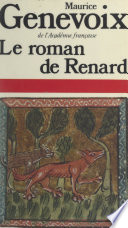 Maurice
Genevoix
de l'Académie française
Le roman
de Renard